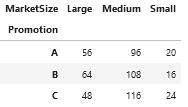 MarketSize Large Medium Small
Promotion
A 56 96 20
B 64 108 16
C 48 116 24